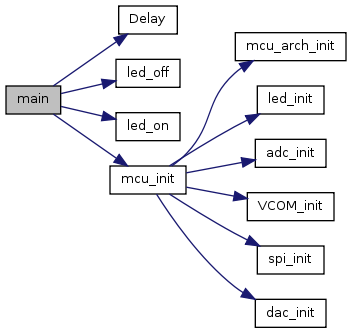 main
Delay
led_off
led_on
mcu_init
mcu_arch_init
led_init
adc_init
VCOM_init
spi_init
dac_init